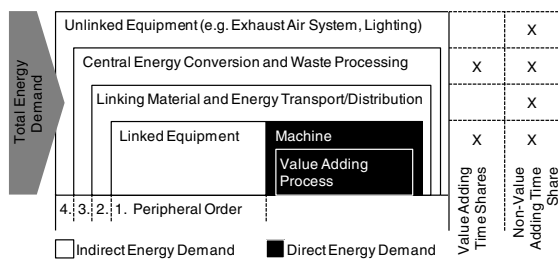 Total Energy
Demand
Unlinked Equipment (e.g. Exhaust Air System, Lighting)
X
Central Energy Conversion and Waste Processing
X X
Linking Material and Energy Transport/Distribution
X
Linked Equipment
Machine
X X
Value Adding
Process
4. 3. 2. 1. Peripheral Order
Indirect Energy Demand
Direct Energy Demand
Value Adding
Time Shares
Non-Value
Adding Time
Share